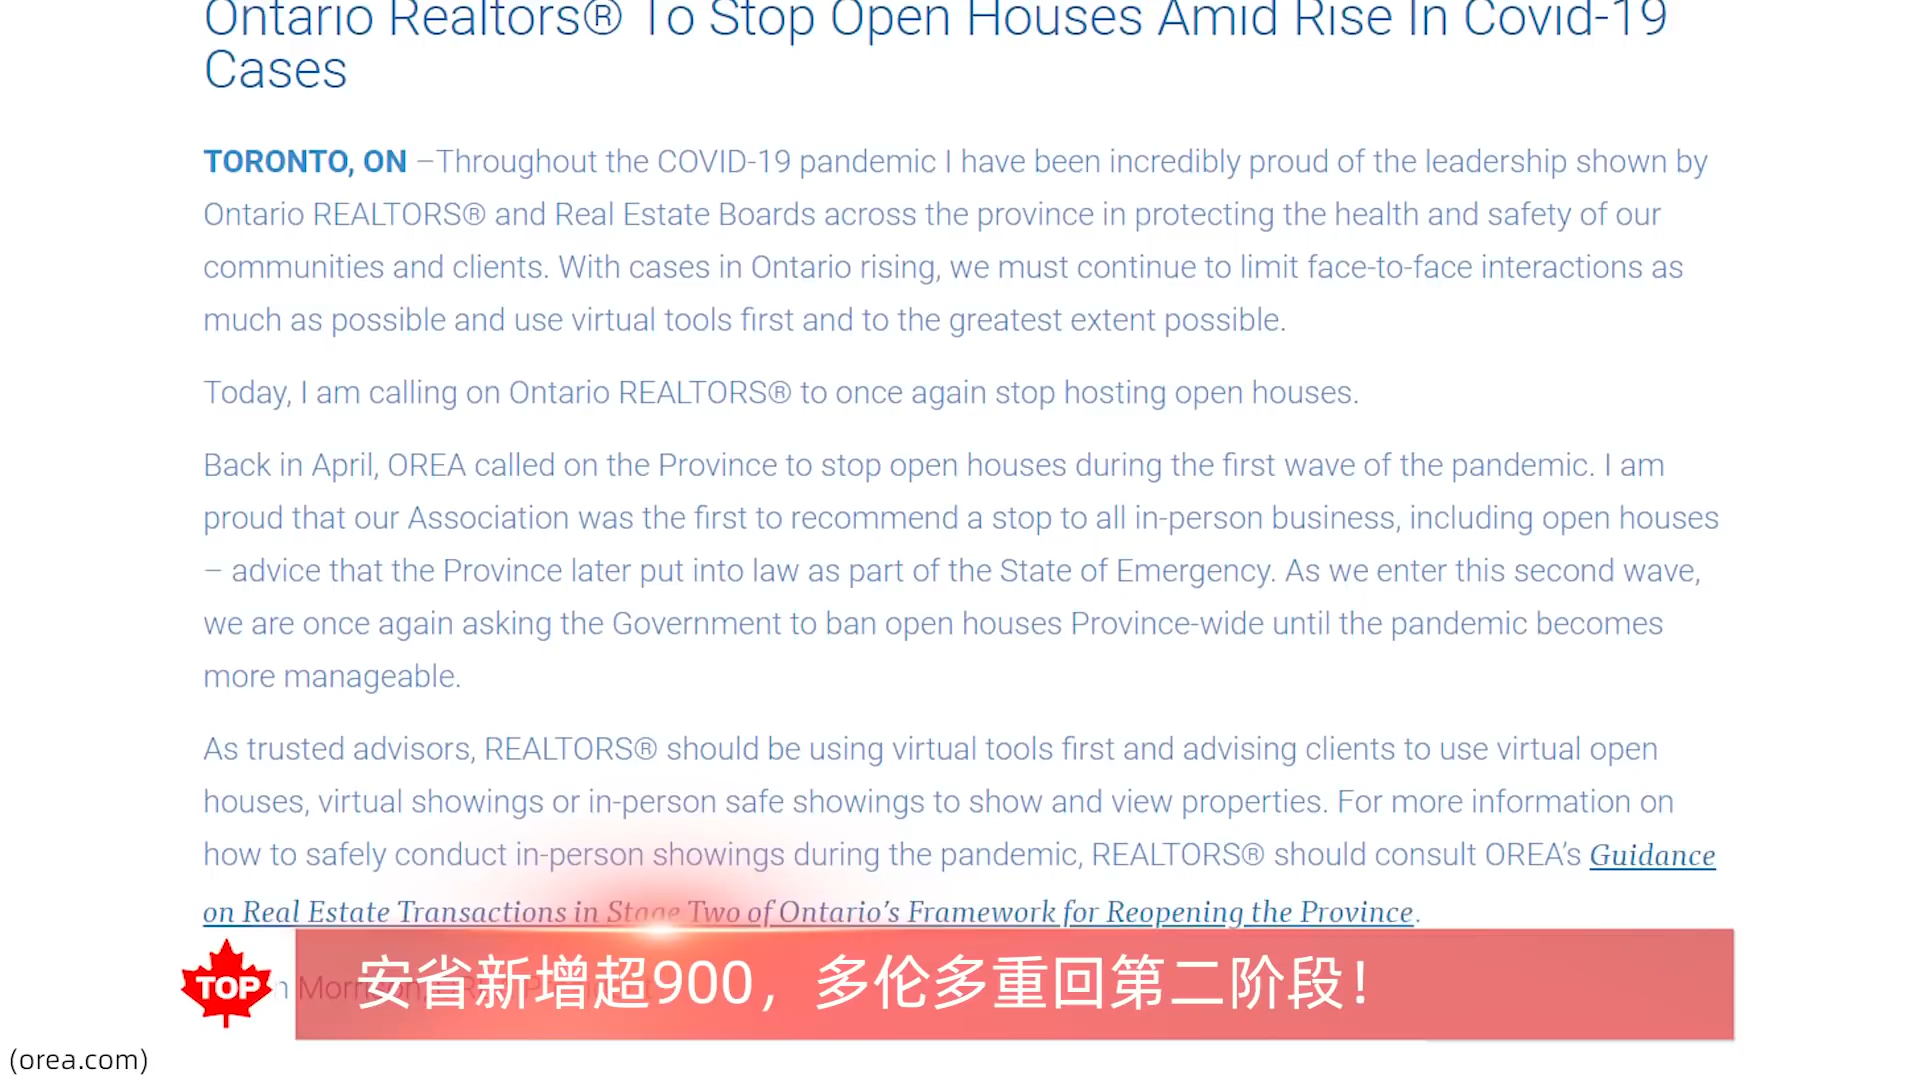 Ontario Realtors® To Stop Open Houses Amid Rise In Covid-19
Cases
TORONTO, ON –Throughout the COVID-19 pandemic I have been incredibly proud of the leadership shown by
Ontario REALTORS® and Real Estate Boards across the province in protecting the health and safety of our
communities and clients. With cases in Ontario rising, we must continue to limit face-to-face interactions as
much as possible and use virtual tools first and to the greatest extent possible.
Today, I am calling on Ontario REALTORS® to once again stop hosting open houses.
Back in April, OREA called on the Province to stop open houses during the first wave of the pandemic. I am
proud that our Association was the first to recommend a stop to all in-person business, including open houses
– advice that the Province later put into law as part of the State of Emergency. As we enter this second wave,
we are once again asking the Government to ban open houses Province-wide until the pandemic becomes
more manageable.
As trusted advisors, REALTORS® should be using virtual tools first and advising clients to use virtual open
houses, virtual showings or in-person safe showings to show and view properties. For more information on
how to safely conduct in-person showings during the pandemic, REALTORS® should consult OREA’s Guidance
on Real Estate Transactions in Stage Two of Ontario’s Framework for Reopening the Province.
TOP 安省新增超900，多伦多重回第二阶段！
(orea.com)